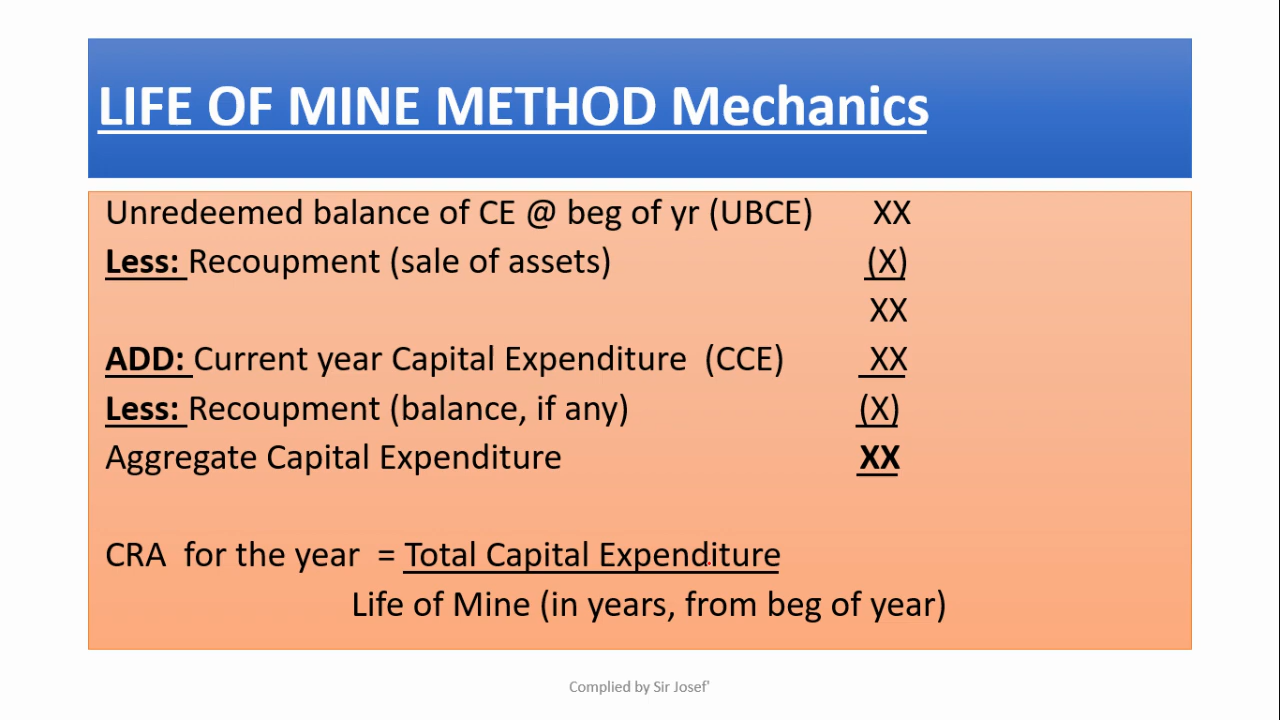 LIFE OF MINE METHOD Mechanics
Unredeemed balance of CE @ beg of yr (UBCE) XX
Less: Recoupment (sale of assets) (X)
XX
ADD: Current year Capital Expenditure (CCE) XX
Less: Recoupment (balance, if any) (X)
Aggregate Capital Expenditure XX
CRA for the year = Total Capital Expenditure
Life of Mine (in years, from beg of year)
Complied by Sir Josef'